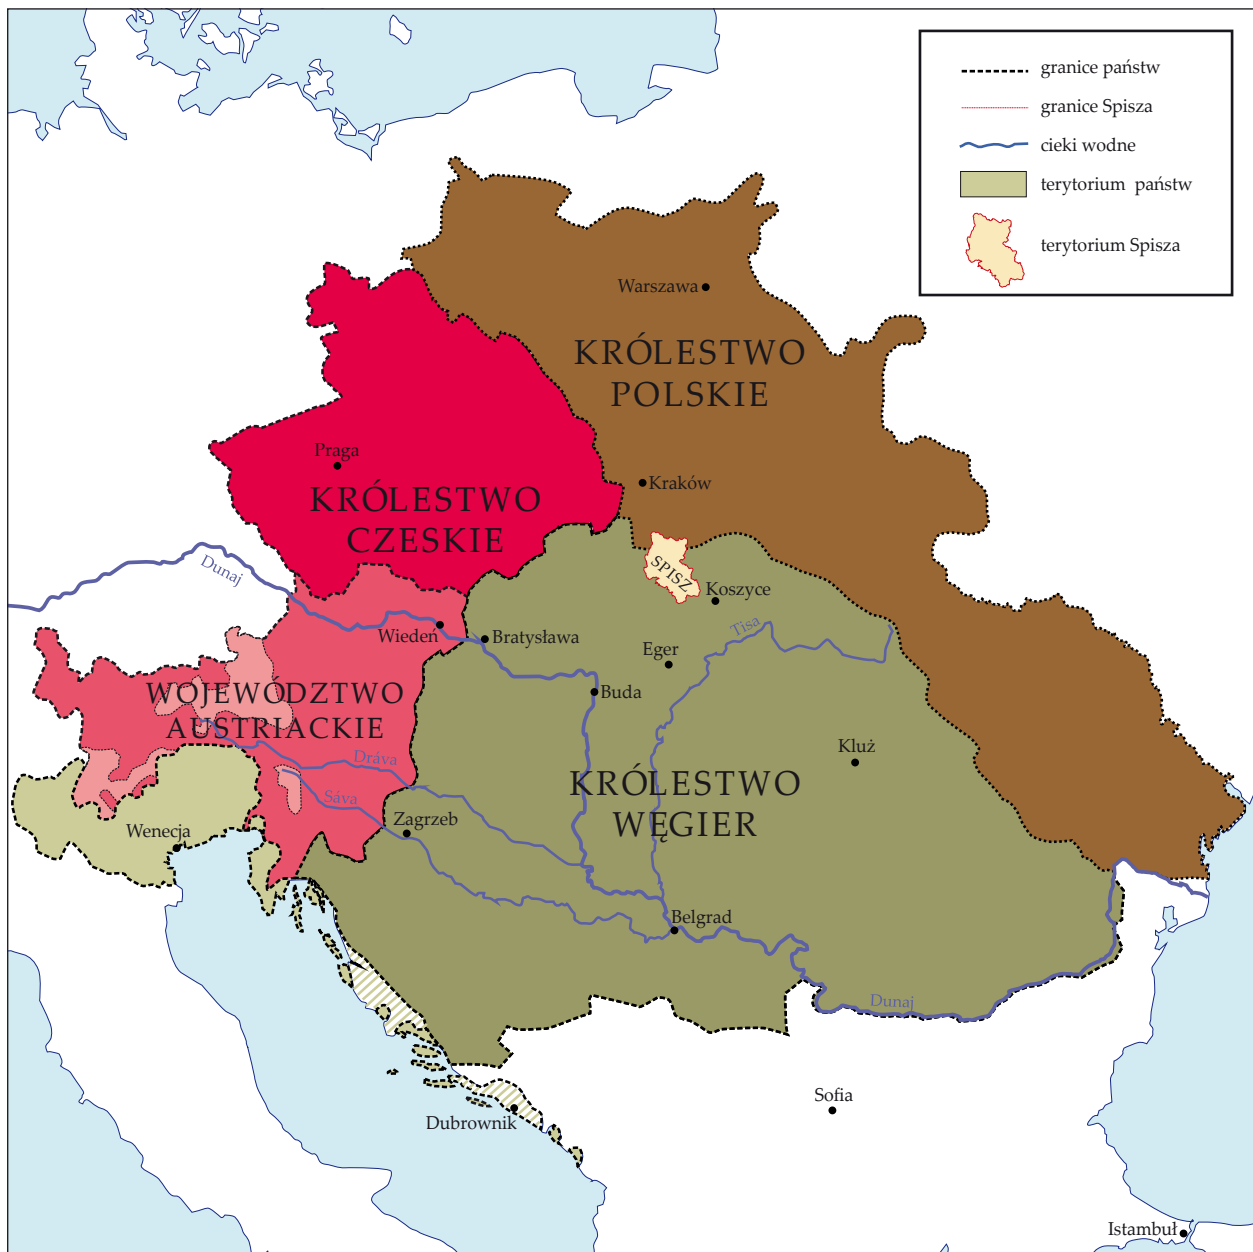 granice państw
granice Spisza
cieki wodne
terytorium państw
terytorium Spisza
Warszawa
KRÓLESTWO
POLSKIE
Praga
Kraków
KRÓLESTWO
CZESKIE
Dunaj
SPISZ
Koszyce
Wiedeń
Bratysława
Tisa
Eger
Buda
WOJEWÓDZTWO
AUSTRIACKIE
Kluż
Dráva
KRÓLESTWO
WĘGIER
Sáva
Zagrzeb
Wenecja
Belgrad
Dunaj
Sofia
Dubrownik
Istambuł